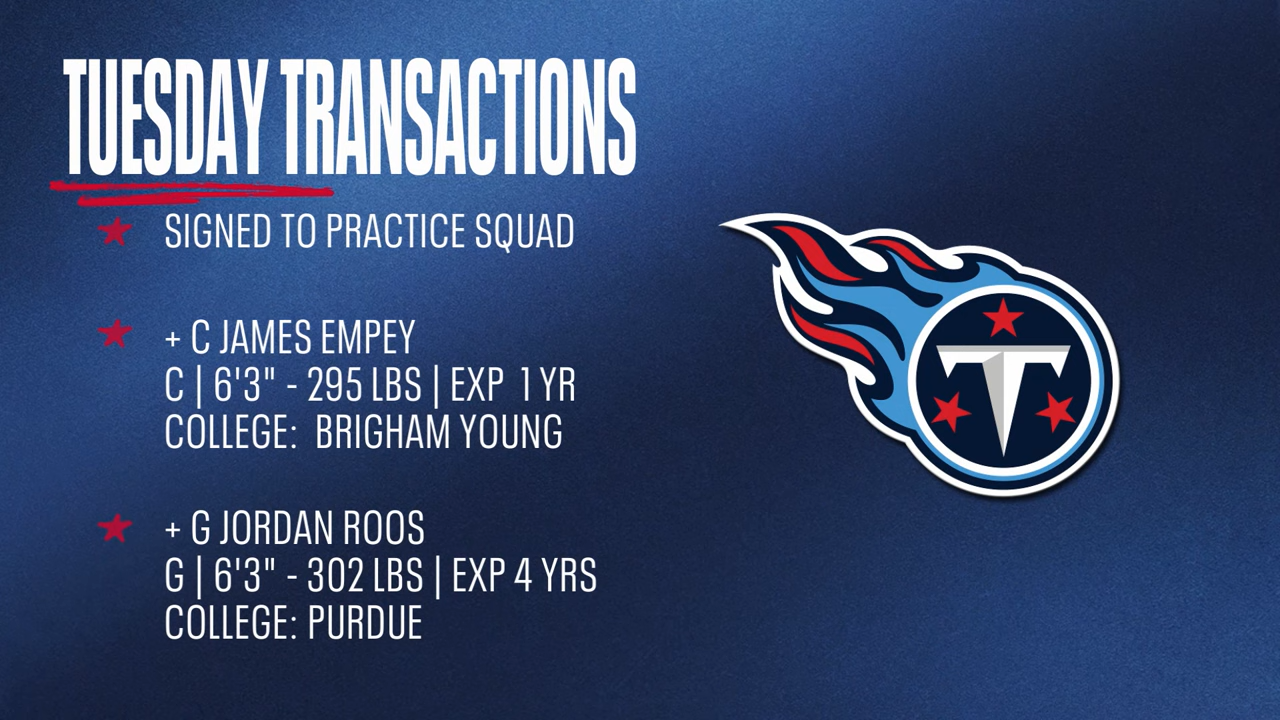 TUESDAY TRANSACTIONS
SIGNED TO PRACTICE SQUAD
+ C JAMES EMPEY
C | 6'3" - 295 LBS | EXP 1 YR
COLLEGE: BRIGHAM YOUNG
+ G JORDAN ROOS
G | 6'3" - 302 LBS | EXP 4 YRS
COLLEGE: PURDUE
T